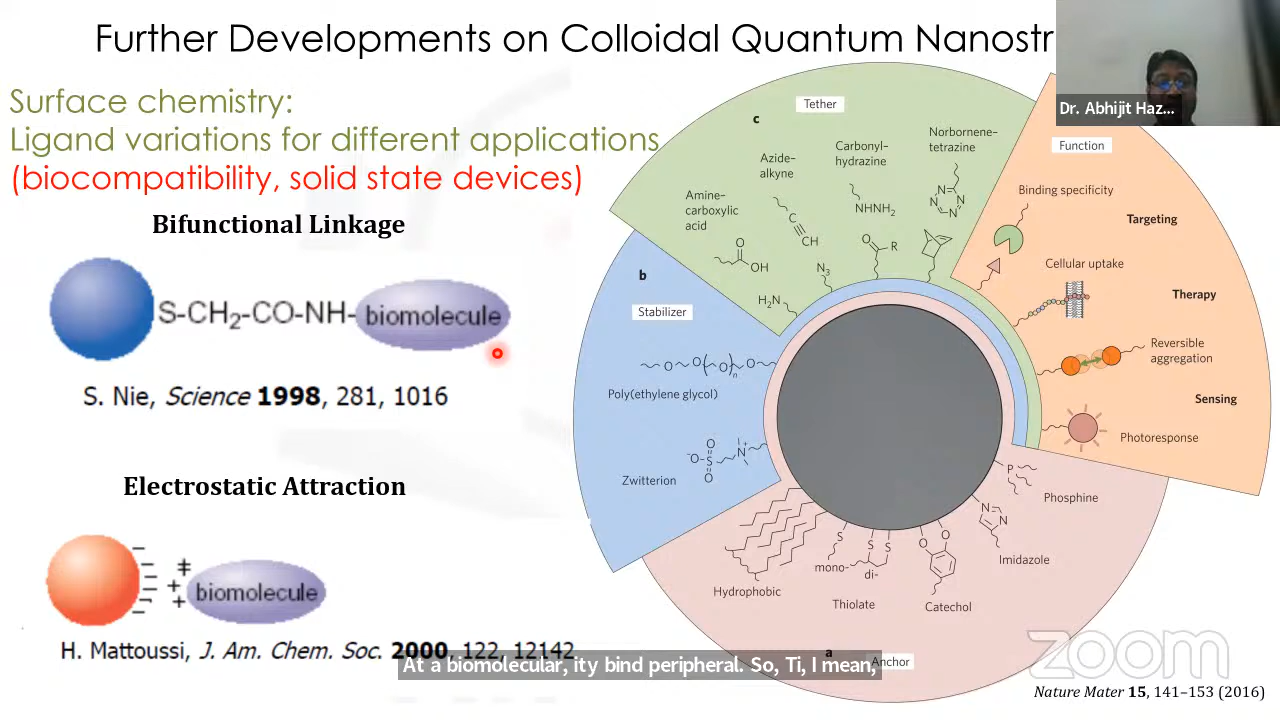 Further Developments on Colloidal Quantum Nanostr
Surface chemistry:
Ligand variations for different applications
(biocompatibility, solid state devices)
Bifunctional Linkage
S-CH2-CO-NH- biomolecule
S. Nie, Science 1998, 281, 1016
Electrostatic Attraction
biomolecule
H. Mattoussi, J. Am. Chem. Soc. 2000, 122, 12142
c
Tether
Amine-
carboxylic
acid
O
OH
H2N
Azide-
alkyne
C
CH
N3
Carbonyl-
hydrazine
NHNH2
O
R
Norbornene-
tetrazine
N N
N N
Function
Binding specificity
Targeting
Cellular uptake
Therapy
Reversible
aggregation
Sensing
Photoresponse
b
Stabilizer
O O O n O
Poly(ethylene glycol)
O
-O S N+
O
Zwitterion
P
Phosphine
N
N
Imidazole
O O
Catechol
S S S
mono- di-
Thiolate
Hydrophobic
a
Anchor
Dr. Abhijit Haz...
At a biomolecular, ity bind peripheral. So, Ti, I mean,
zoom
Nature Mater 15, 141–153 (2016)